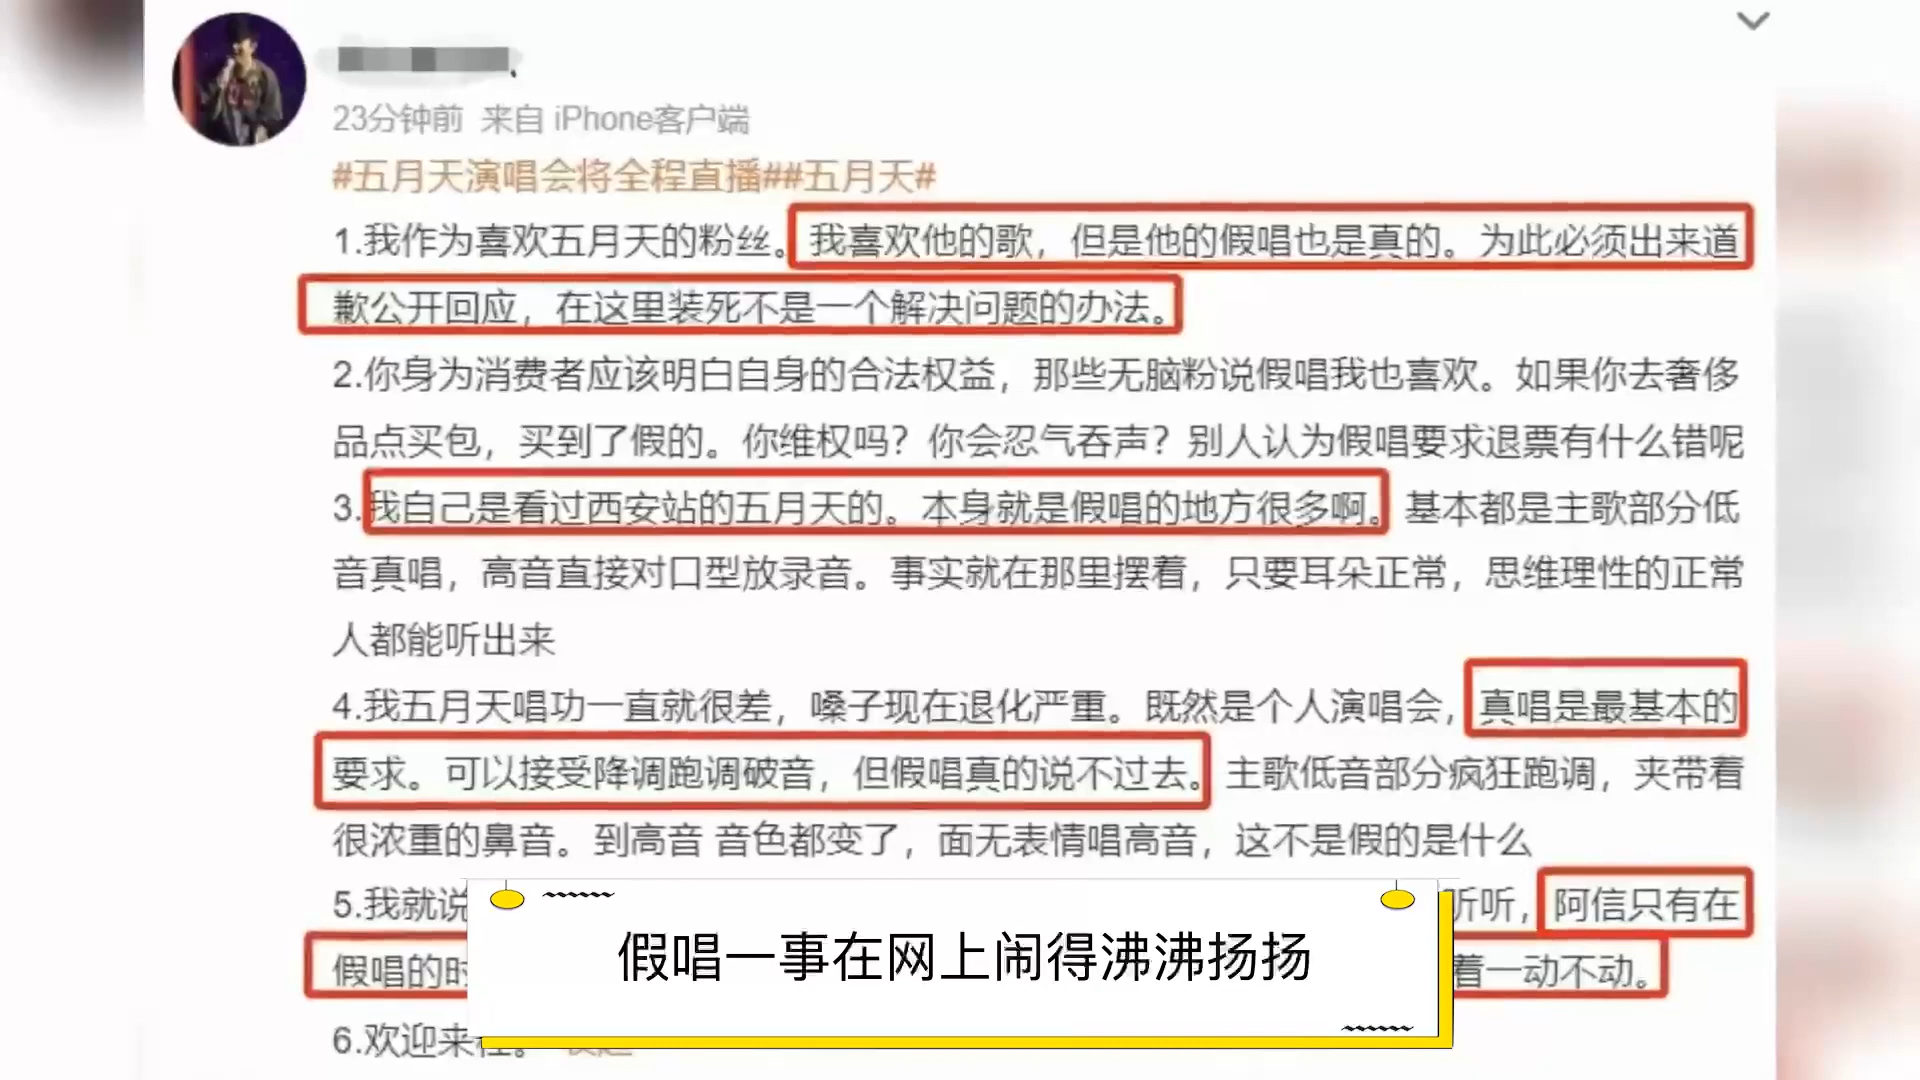 23分钟前 来自 iPhone客户端
#五月天演唱会将全程直播##五月天#
1.我作为喜欢五月天的粉丝。我喜欢他的歌，但是他的假唱也是真的。为此必须出来道
歉公开回应，在这里装死不是一个解决问题的办法。
2.你身为消费者应该明白自身的合法权益，那些无脑粉说假唱我也喜欢。如果你去奢侈
品点买包，买到了假的。你维权吗？你会忍气吞声？别人认为假唱要求退票有什么错呢
3.我自己是看过西安站的五月天的。本身就是假唱的地方很多啊。基本都是主歌部分低
音真唱，高音直接对口型放录音。事实就在那里摆着，只要耳朵正常，思维理性的正常
人都能听出来
4.我五月天唱功一直就很差，嗓子现在退化严重。既然是个人演唱会，真唱是最基本的
要求。可以接受降调跑调破音，但假唱真的说不过去。主歌低音部分疯狂跑调，夹带着
很浓重的鼻音。到高音 音色都变了，面无表情唱高音，这不是假的是什么
5.我就说 听听，阿信只有在
假唱的时 着一动不动。
6.欢迎来
假唱一事在网上闹得沸沸扬扬